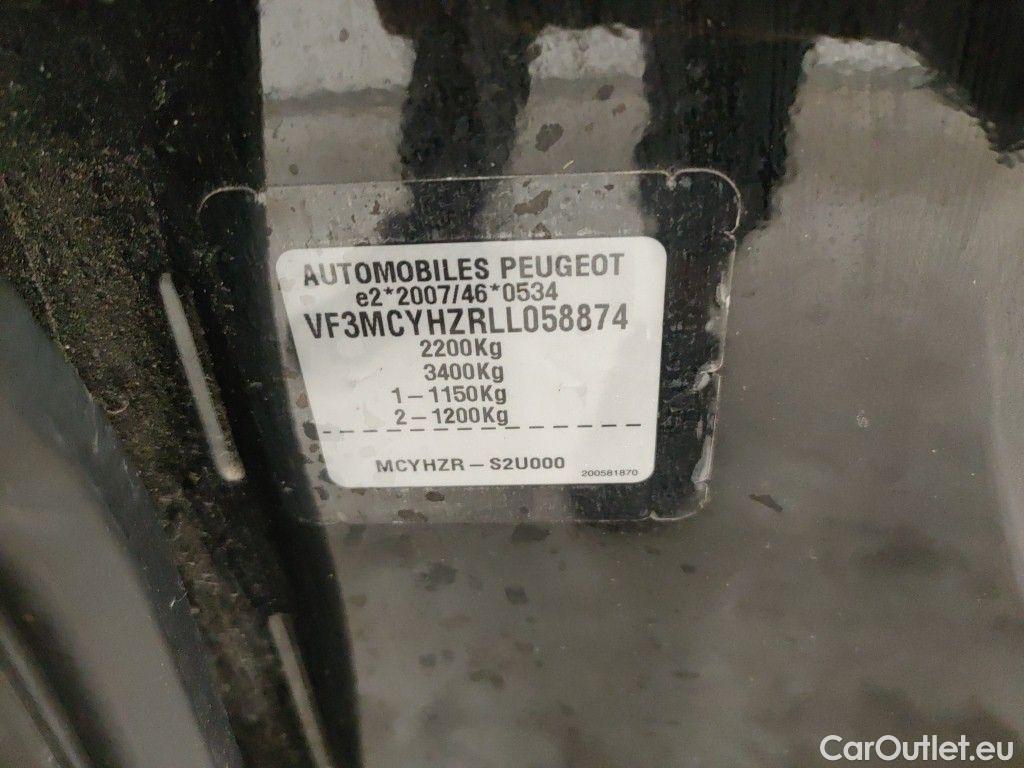 AUTOMOBILES PEUGEOT
e2*2007/46*0534
VF3MCYHZRLL058874
2200Kg
3400Kg
1-1150Kg
2-1200Kg
MCYHZR-S2U000
200581870
CarOutlet.eu